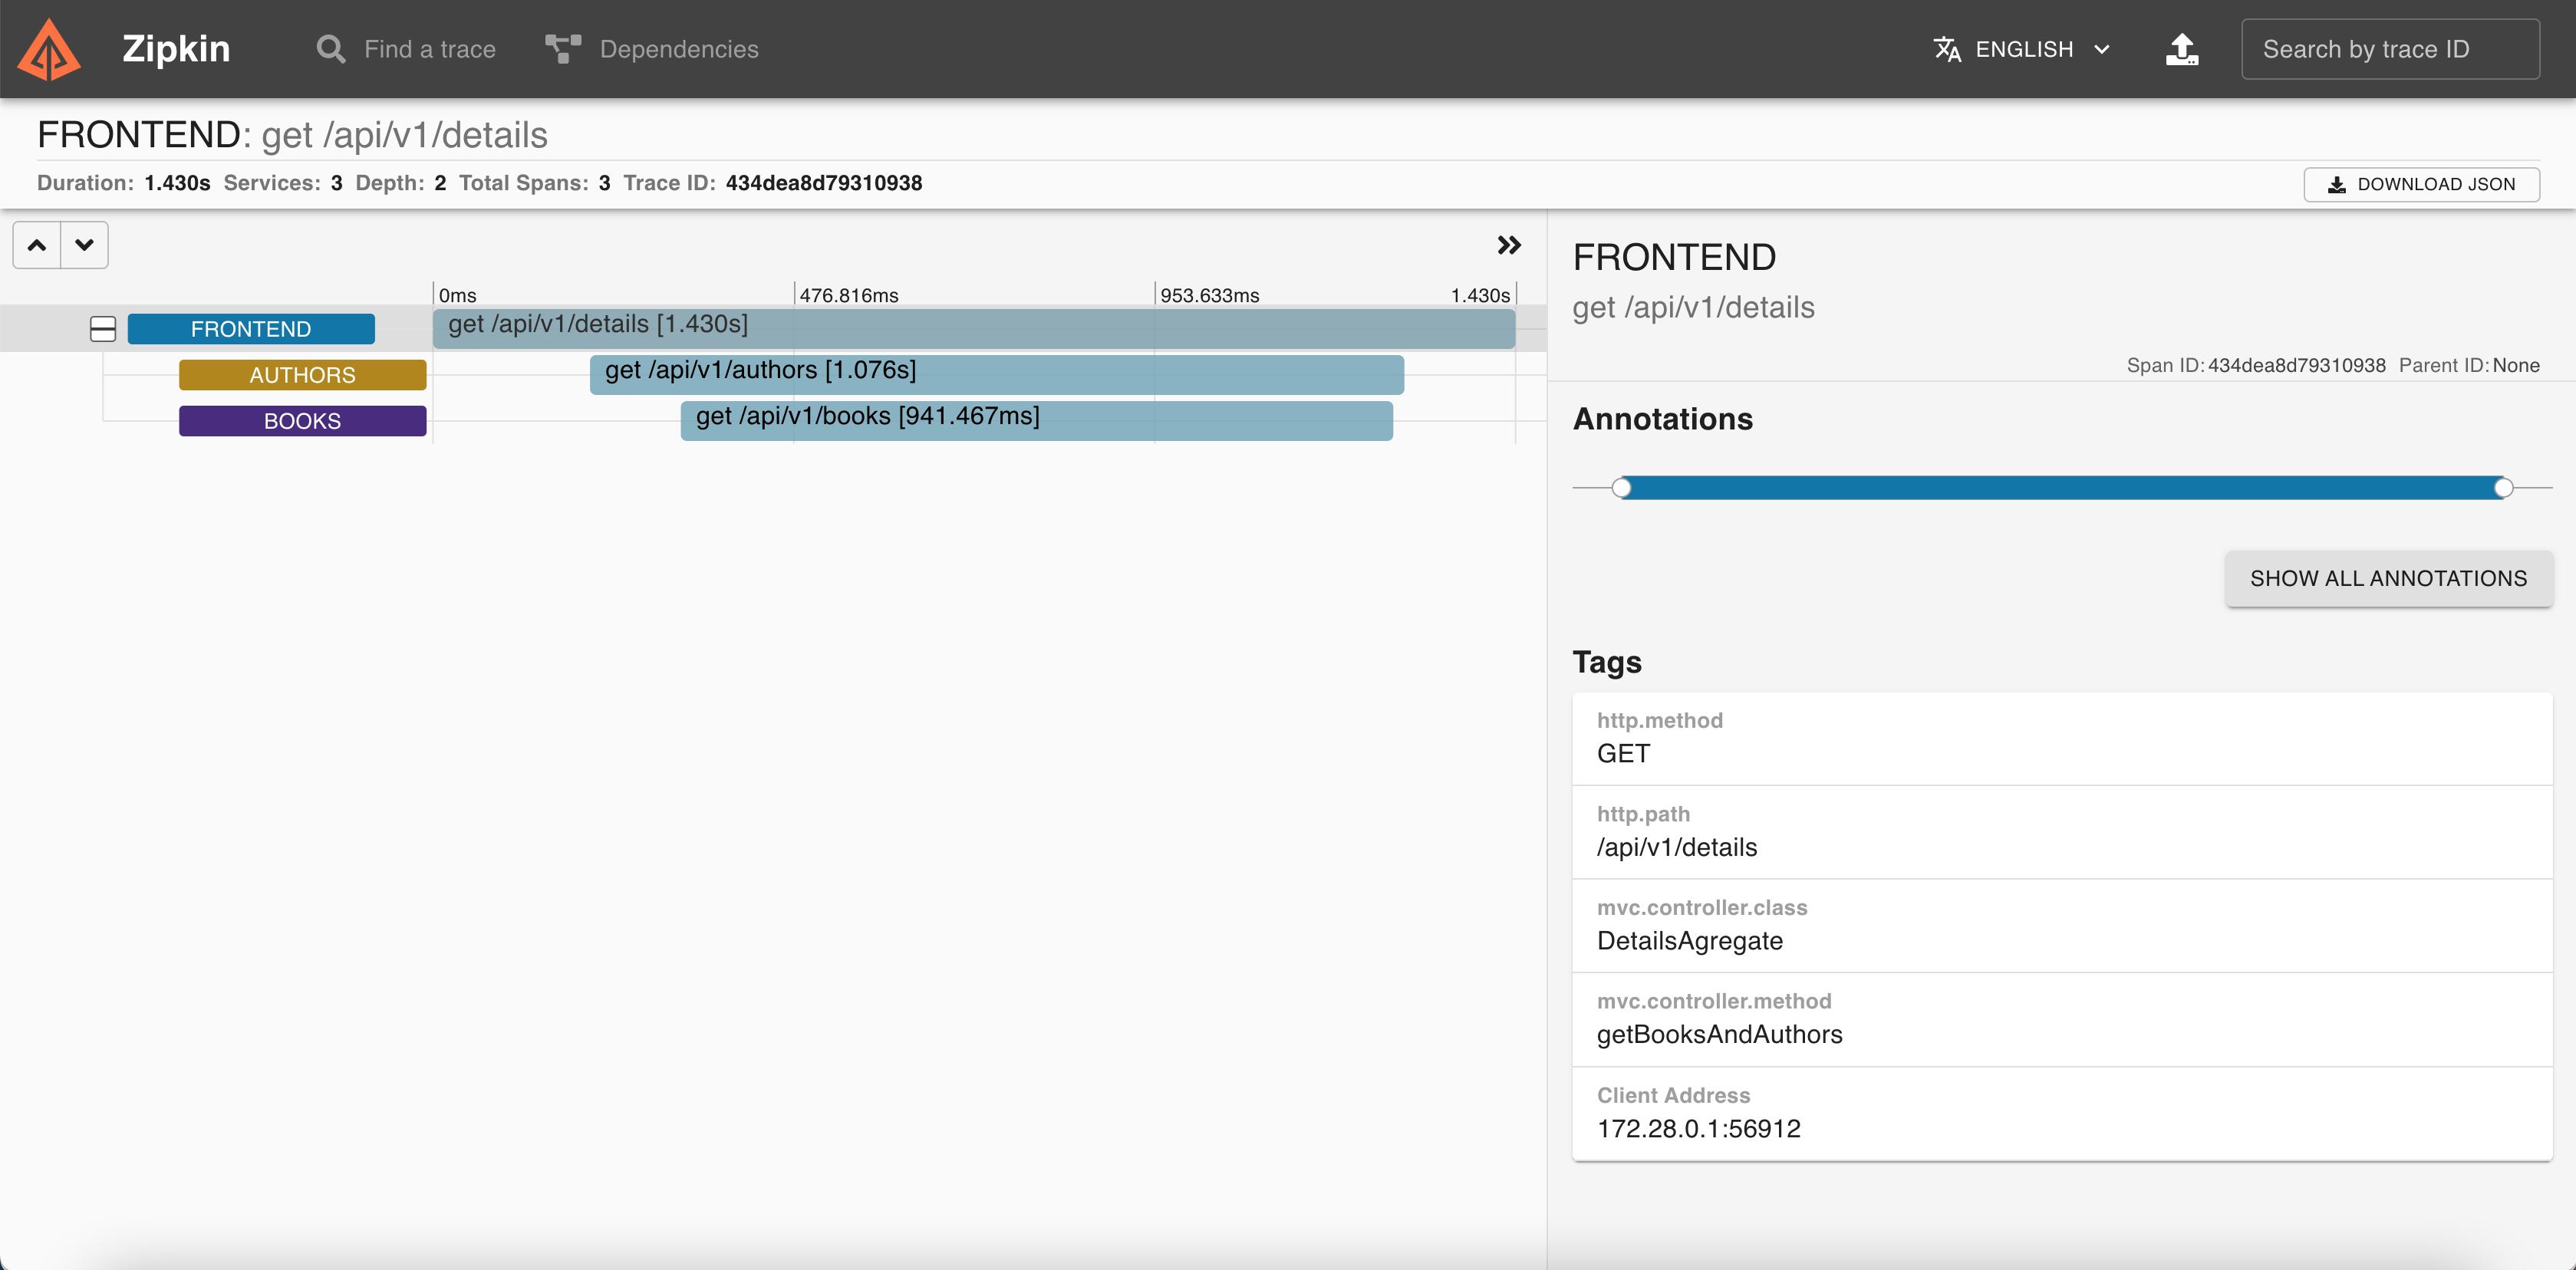 Zipkin
Find a trace
Dependencies
ENGLISH
Search by trace ID
FRONTEND: get /api/v1/details
Duration: 1.430s Services: 3 Depth: 2 Total Spans: 3 Trace ID: 434dea8d79310938
DOWNLOAD JSON
0ms
476.816ms
953.633ms
1.430s
FRONTEND
get /api/v1/details [1.430s]
AUTHORS
get /api/v1/authors [1.076s]
BOOKS
get /api/v1/books [941.467ms]
FRONTEND
get /api/v1/details
Span ID: 434dea8d79310938 Parent ID: None
Annotations
SHOW ALL ANNOTATIONS
Tags
http.method
GET
http.path
/api/v1/details
mvc.controller.class
DetailsAgregate
mvc.controller.method
getBooksAndAuthors
Client Address
172.28.0.1:56912